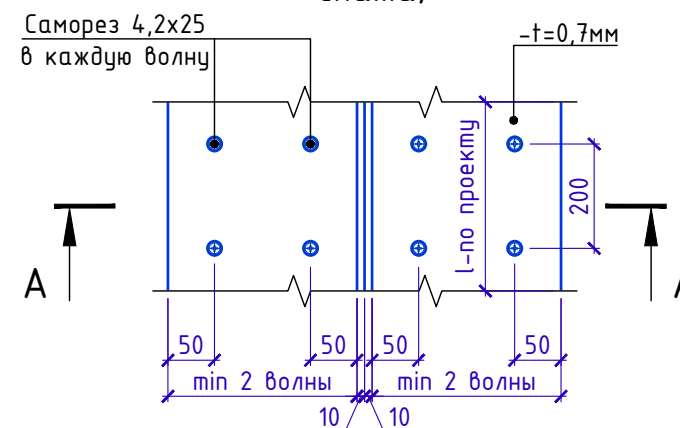 Саморез 4,2х25
в каждую волну
-t=0,7мм
l-по проекту
200
А
50
50
50
50
min 2 волны
min 2 волны
10
10